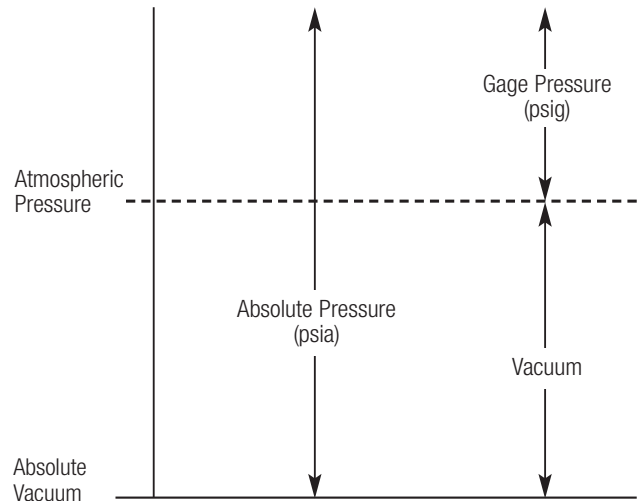 Gage Pressure
(psig)
Atmospheric
Pressure
Absolute Pressure
(psia)
Vacuum
Absolute
Vacuum